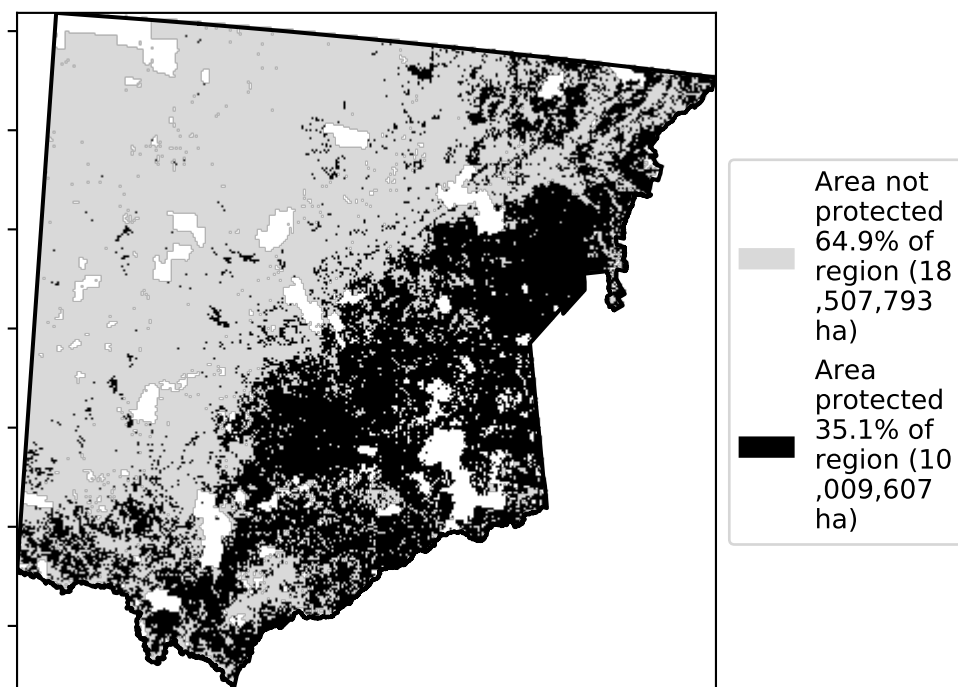 Area not
protected
64.9% of
region (18
,507,793
ha)
Area
protected
35.1% of
region (10
,009,607
ha)